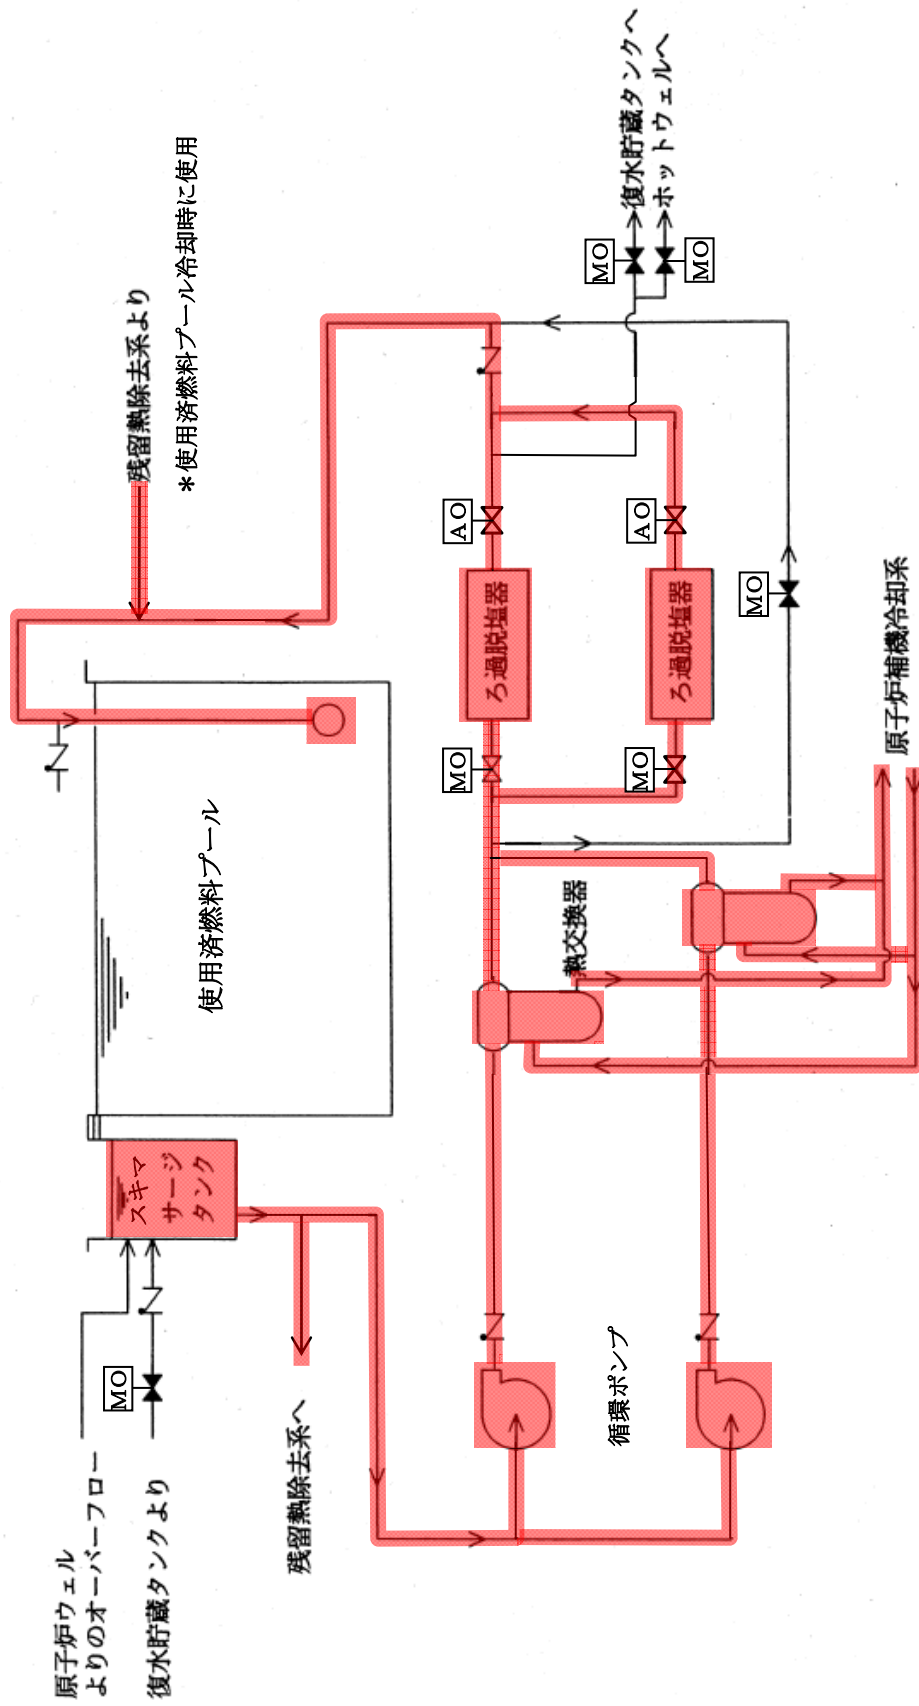 原子炉ウェル
よりのオーバーフロー
復水貯蔵タンクより
MO
スキマ
サージ
タンク
残留熱除去系へ
使用済燃料プール
残留熱除去系より
*使用済燃料プール冷却時に使用
循環ポンプ
熱交換器
MO
MO
ろ過脱塩器
ろ過脱塩器
AO
AO
MO
MO
MO
復水貯蔵タンクへ
ホットウェルへ
原子炉補機冷却系